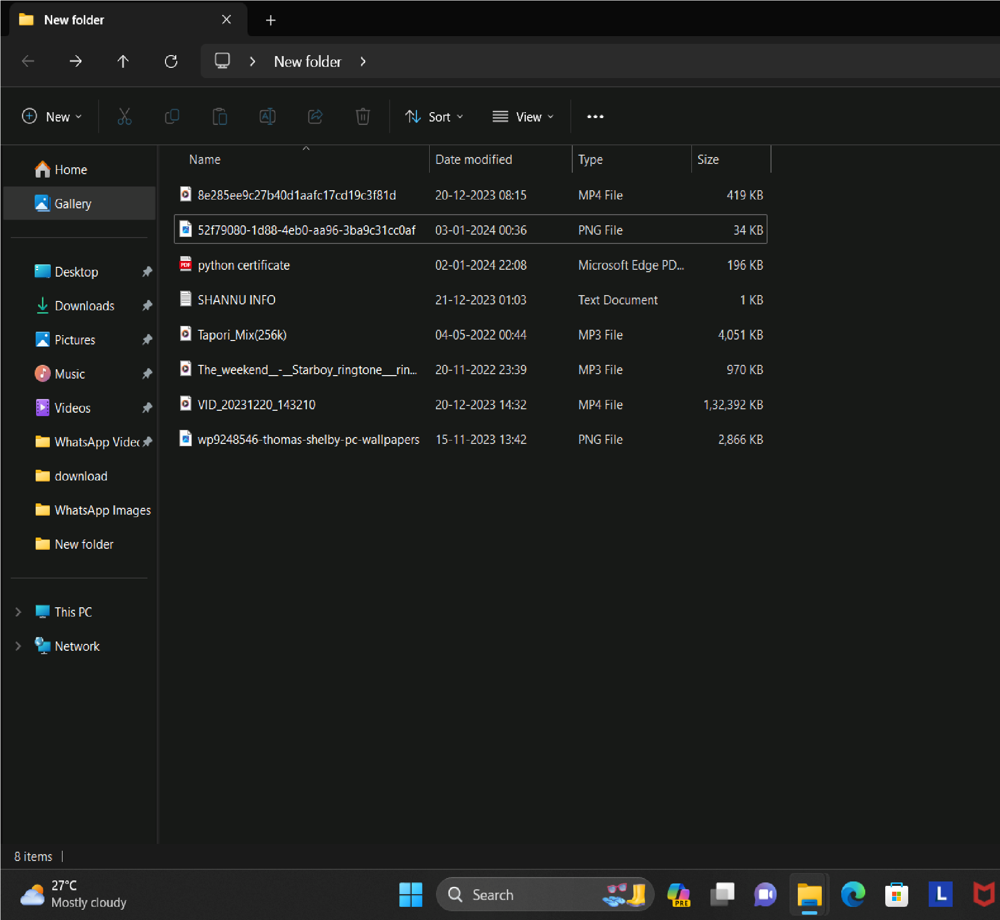 New folder
New folder
New
Sort
View
Name Date modified Type Size
Home
Gallery
Desktop
Downloads
Pictures
Music
Videos
WhatsApp Videc
download
WhatsApp Images
New folder
This PC
Network
8e285ee9c27b40d1aafc17cd19c3f81d 20-12-2023 08:15 MP4 File 419 KB
52f79080-1d88-4eb0-aa96-3ba9c31cc0af 03-01-2024 00:36 PNG File 34 KB
PDF python certificate 02-01-2024 22:08 Microsoft Edge PD... 196 KB
SHANNU INFO 21-12-2023 01:03 Text Document 1 KB
Tapori_Mix(256k) 04-05-2022 00:44 MP3 File 4,051 KB
The_weekend__-__Starboy_ringtone___rin... 20-11-2022 23:39 MP3 File 970 KB
VID_20231220_143210 20-12-2023 14:32 MP4 File 1,32,392 KB
wp9248546-thomas-shelby-pc-wallpapers 15-11-2023 13:42 PNG File 2,866 KB
8 items
27°C
Mostly cloudy
Search
PRE
L